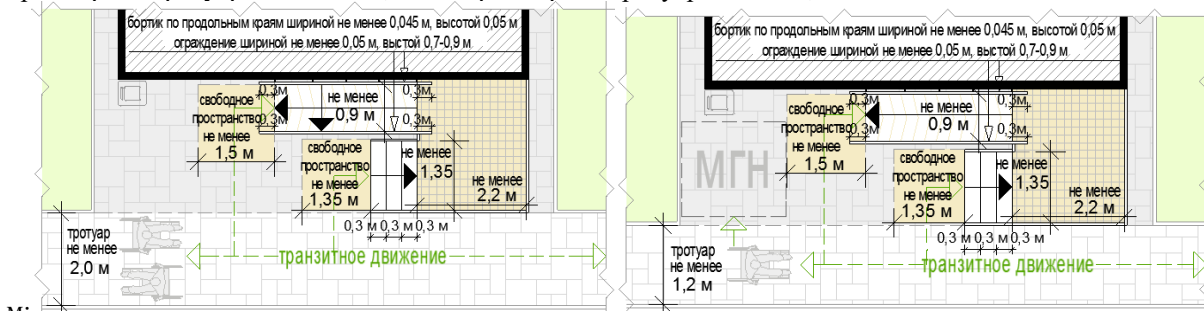 бортик по продольным краям шириной не менее 0,045 м, высотой 0,05 м
ограждение шириной не менее 0,05 м, выстой 0,7-0,9 м
0,3м
0,3м
свободное
пространство
не менее
1,5 м
0,3м
0,3м
не менее
0,9 м
свободное
пространство
не менее
1,35 м
не менее
1,35
не менее
2,2 м
0,3 м 0,3 м 0,3 м
тротуар
не менее
2,0 м
транзитное движение
бортик по продольным краям шириной не менее 0,045 м, высотой 0,05 м
ограждение шириной не менее 0,05 м, выстой 0,7-0,9 м
0,3м
0,3м
свободное
пространство
не менее
1,5 м
0,3м
0,3м
не менее
0,9 м
МГН
свободное
пространство
не менее
1,35 м
не менее
1,35
не менее
2,2 м
0,3 м 0,3 м 0,3 м
тротуар
не менее
1,2 м
транзитное движение